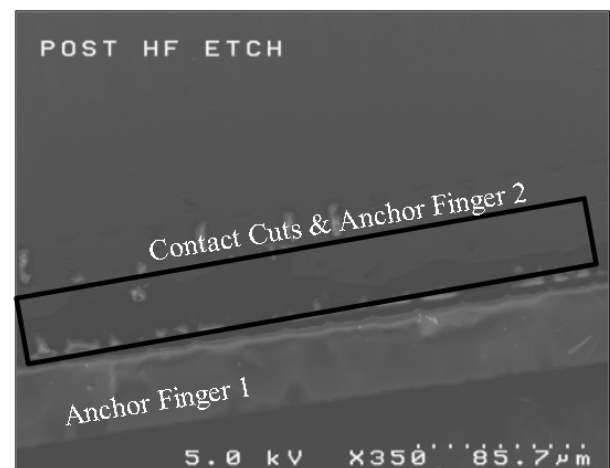 POST HF ETCH
Contact Cuts & Anchor Finger 2
Anchor Finger 1
5.0 kV X350 85.7µm